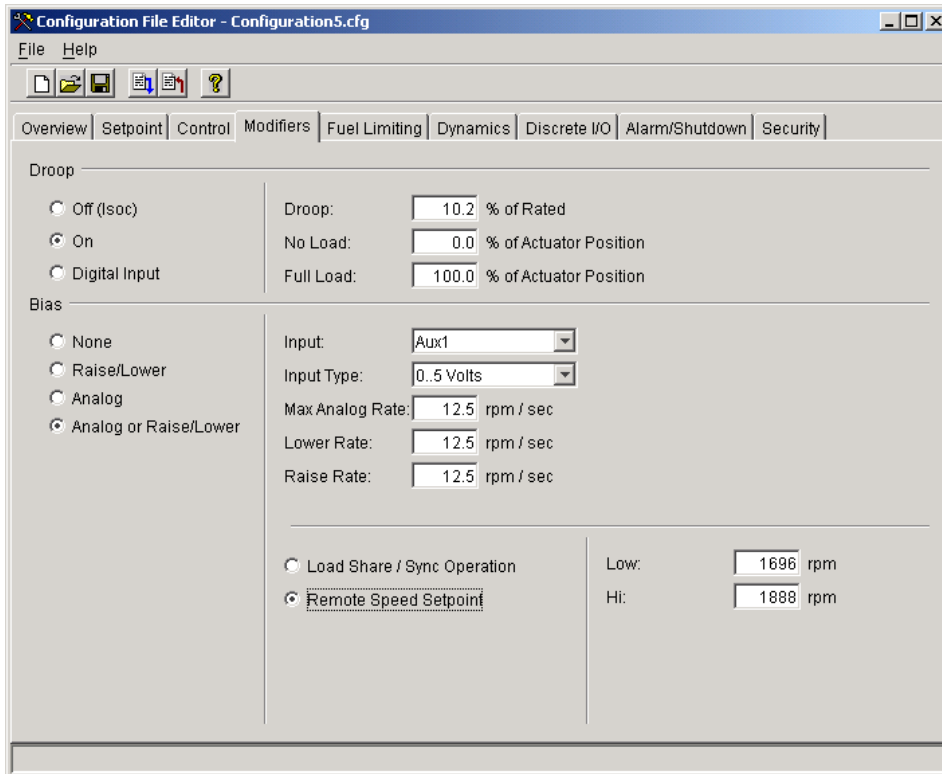 Configuration File Editor - Configuration5.cfg
File Help
Overview Setpoint Control Modifiers Fuel Limiting Dynamics Discrete I/O Alarm/Shutdown Security
Droop
Off (Isoc)
On
Digital Input
Droop: 10.2 % of Rated
No Load: 0.0 % of Actuator Position
Full Load: 100.0 % of Actuator Position
Bias
None
Raise/Lower
Analog
Analog or Raise/Lower
Input: Aux1
Input Type: 0..5 Volts
Max Analog Rate: 12.5 rpm / sec
Lower Rate: 12.5 rpm / sec
Raise Rate: 12.5 rpm / sec
Load Share / Sync Operation
Remote Speed Setpoint
Low: 1696 rpm
Hi: 1888 rpm